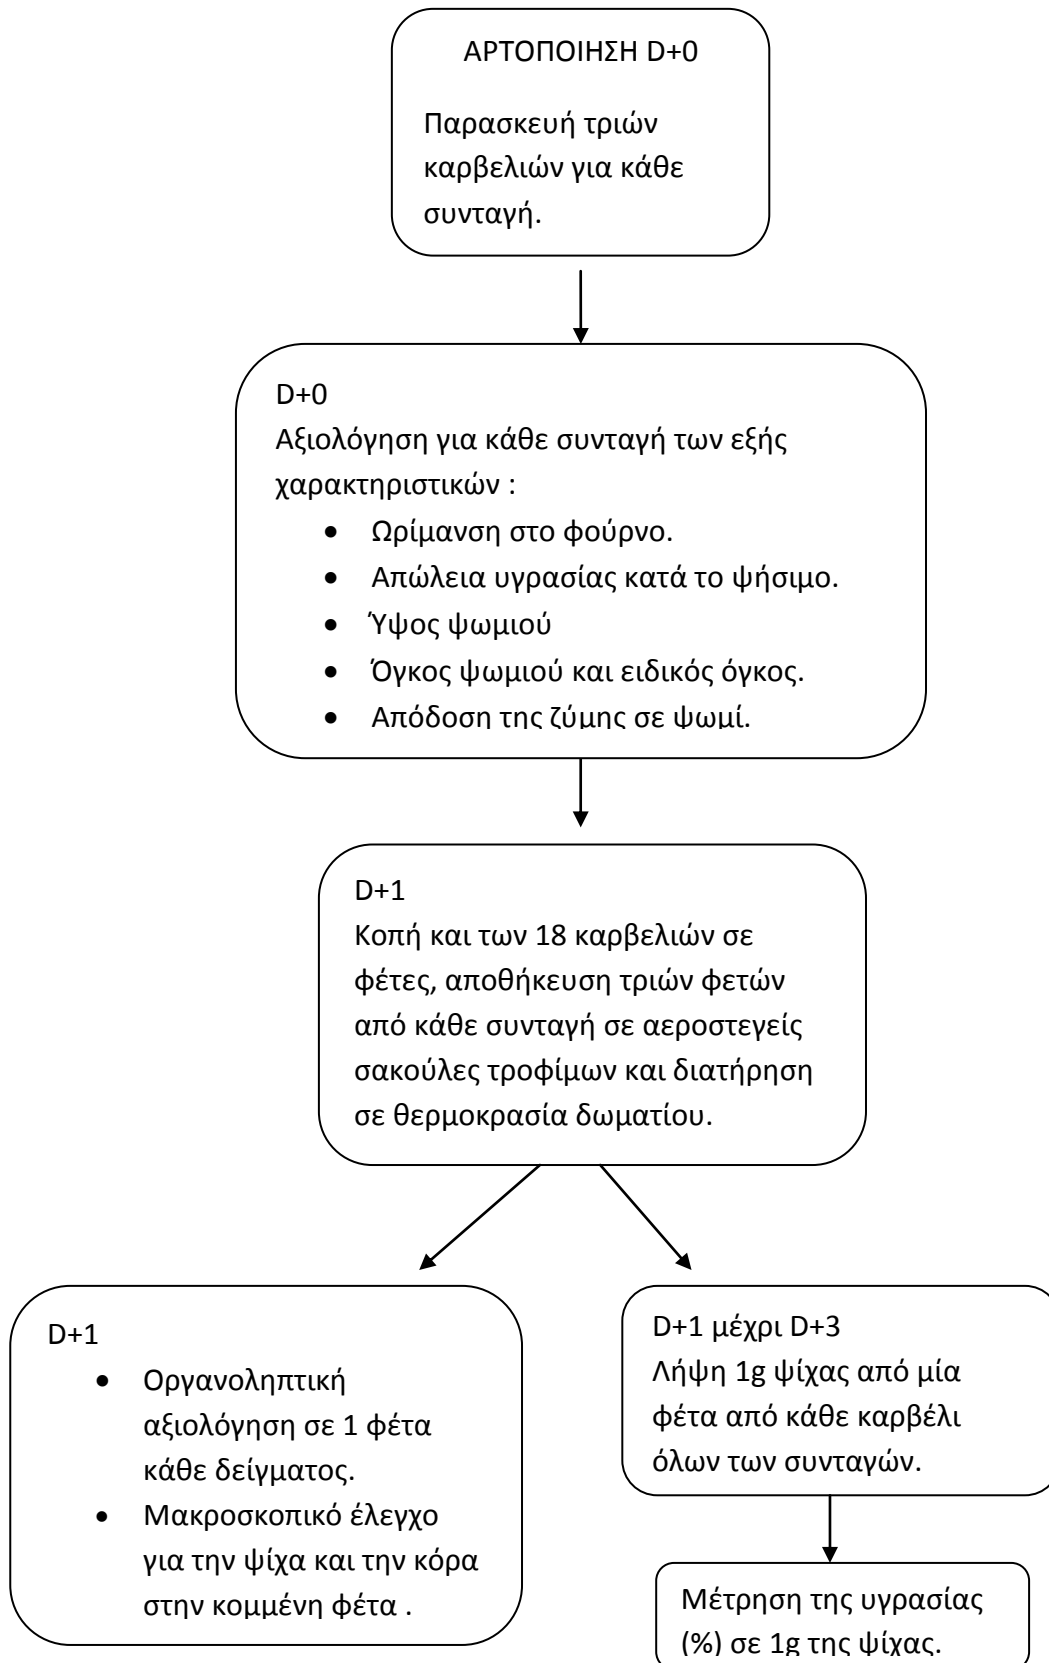 ΑΡΤΟΠΟΙΗΣΗ D+0
Παρασκευή τριών
καρβελιών για κάθε
συνταγή.
D+0
Αξιολόγηση για κάθε συνταγή των εξής
χαρακτηριστικών :
• Ωρίμανση στο φούρνο.
• Απώλεια υγρασίας κατά το ψήσιμο.
• Ύψος ψωμιού
• Όγκος ψωμιού και ειδικός όγκος.
• Απόδοση της ζύμης σε ψωμί.
D+1
Κοπή και των 18 καρβελιών σε
φέτες, αποθήκευση τριών φετών
από κάθε συνταγή σε αεροστεγείς
σακούλες τροφίμων και διατήρηση
σε θερμοκρασία δωματίου.
D+1
• Οργανοληπτική
αξιολόγηση σε 1 φέτα
κάθε δείγματος.
• Μακροσκοπικό έλεγχο
για την ψίχα και την κόρα
στην κομμένη φέτα .
D+1 μέχρι D+3
Λήψη 1g ψίχας από μία
φέτα από κάθε καρβέλι
όλων των συνταγών.
Μέτρηση της υγρασίας
(%) σε 1g της ψίχας.